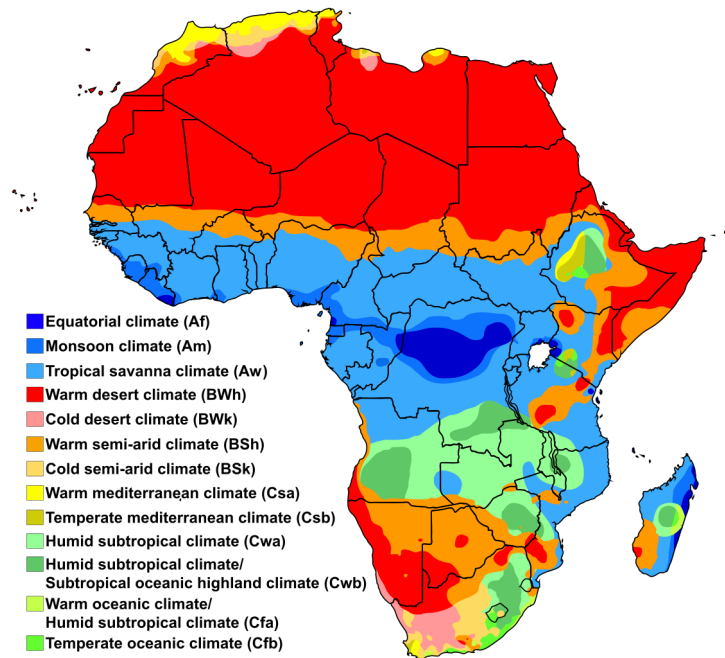 Equatorial climate (Af)
Monsoon climate (Am)
Tropical savanna climate (Aw)
Warm desert climate (BWh)
Cold desert climate (BWk)
Warm semi-arid climate (BSh)
Cold semi-arid climate (BSk)
Warm mediterranean climate (Csa)
Temperate mediterranean climate (Csb)
Humid subtropical climate (Cwa)
Humid subtropical climate/
Subtropical oceanic highland climate (Cwb)
Warm oceanic climate/
Humid subtropical climate (Cfa)
Temperate oceanic climate (Cfb)